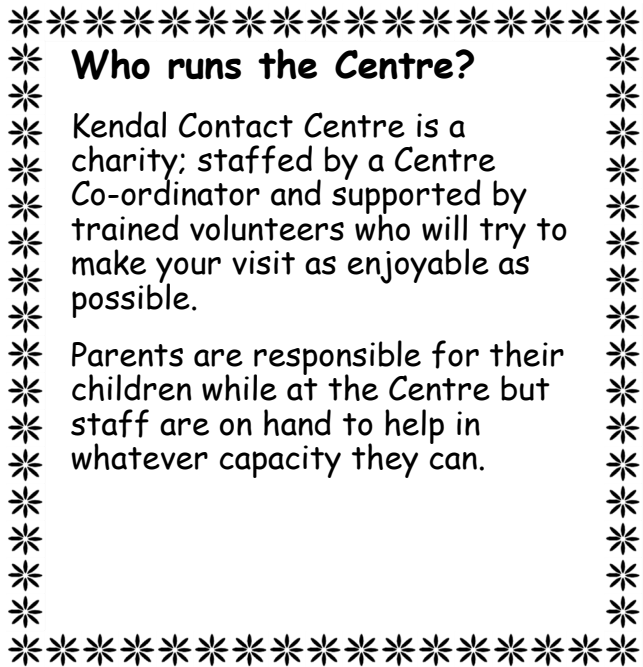 Who runs the Centre?
Kendal Contact Centre is a
charity; staffed by a Centre
Co-ordinator and supported by
trained volunteers who will try to
make your visit as enjoyable as
possible.
Parents are responsible for their
children while at the Centre but
staff are on hand to help in
whatever capacity they can.